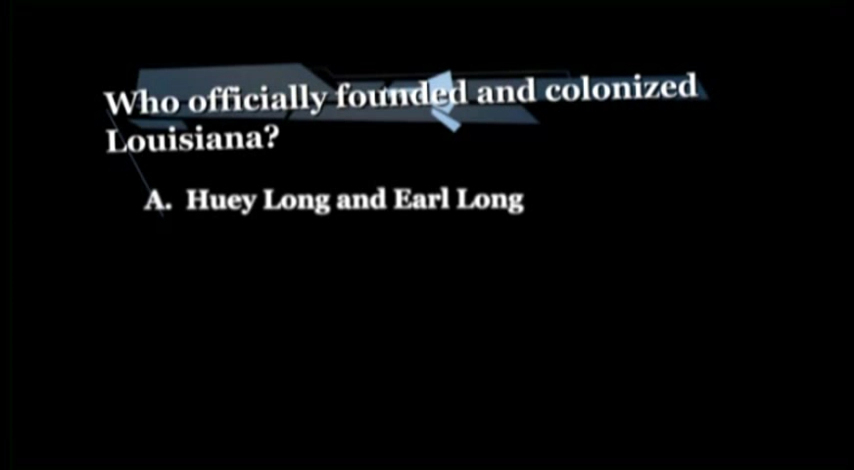 Who officially founded and colonized
Louisiana?
A. Huey Long and Earl Long